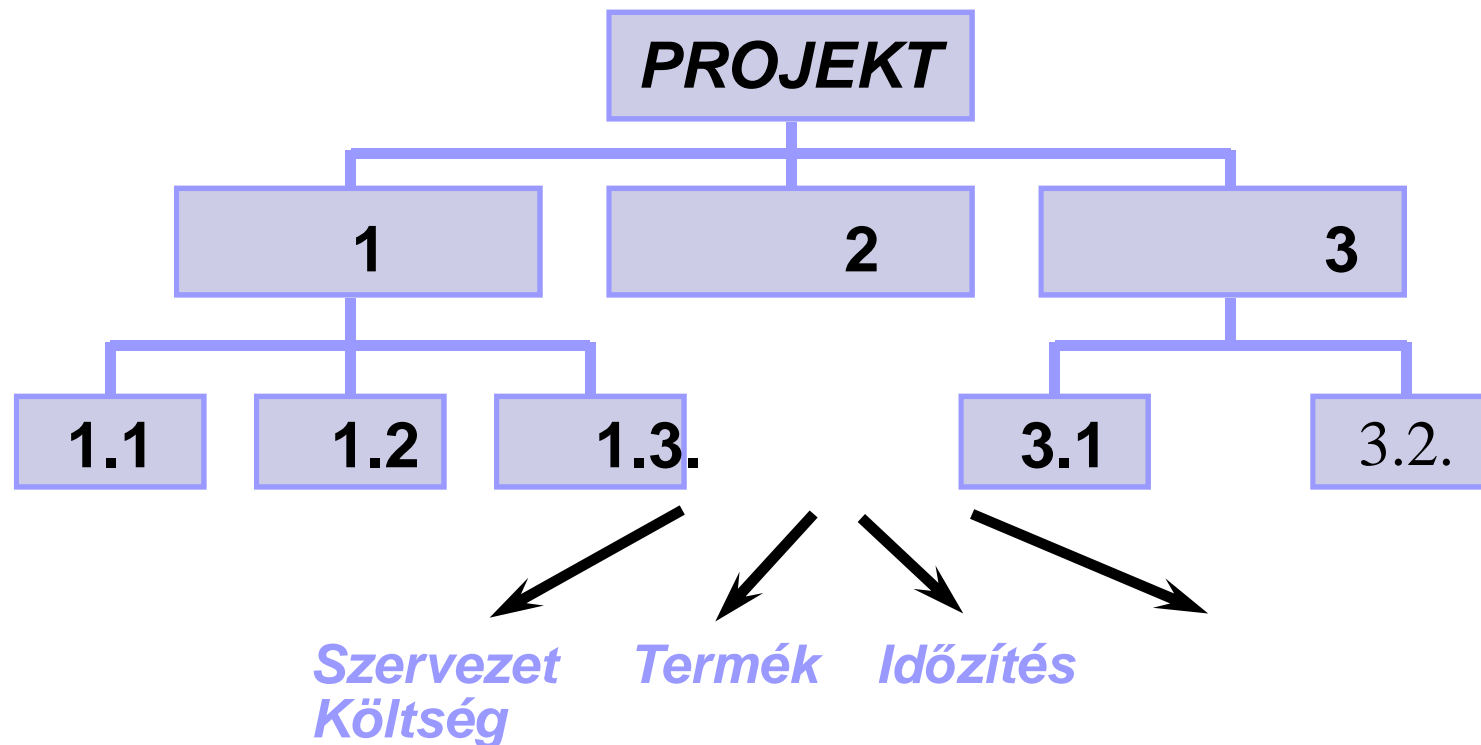 PROJEKT
1 2 3
1.1 1.2 1.3. 3.1 3.2.
Szervezet Termék Időzítés
Költség